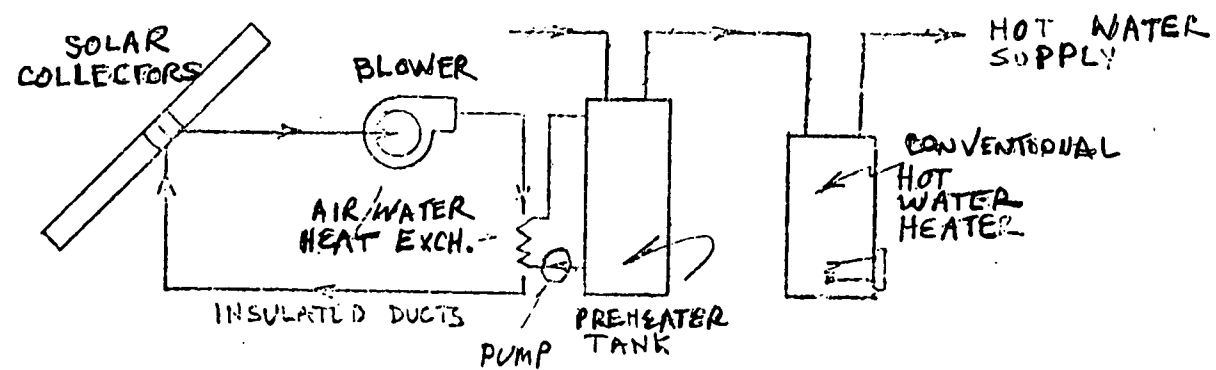 SOLAR
COLLECTORS
BLOWER
HOT WATER
SUPPLY
AIR/WATER
HEAT EXCH.
CONVENTIONAL
HOT
WATER
HEATER
INSULATED DUCTS
PUMP
PREHEATER
TANK